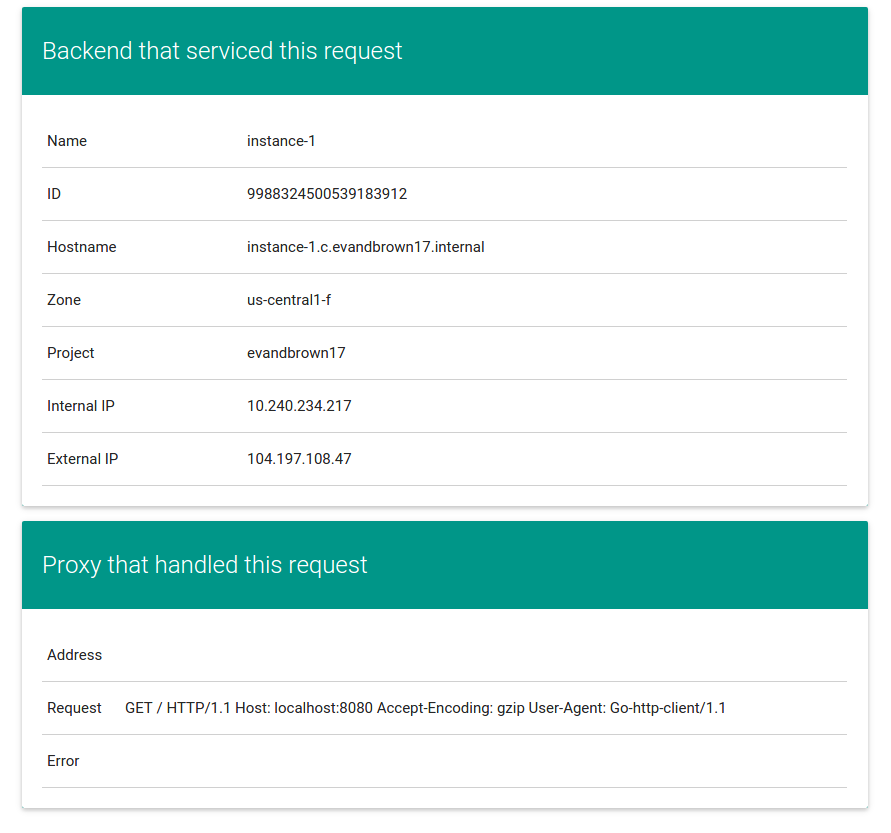 Backend that serviced this request
Name instance-1
ID 9988324500539183912
Hostname instance-1.c.evandbrown17.internal
Zone us-central1-f
Project evandbrown17
Internal IP 10.240.234.217
External IP 104.197.108.47
Proxy that handled this request
Address
Request GET / HTTP/1.1 Host: localhost:8080 Accept-Encoding: gzip User-Agent: Go-http-client/1.1
Error